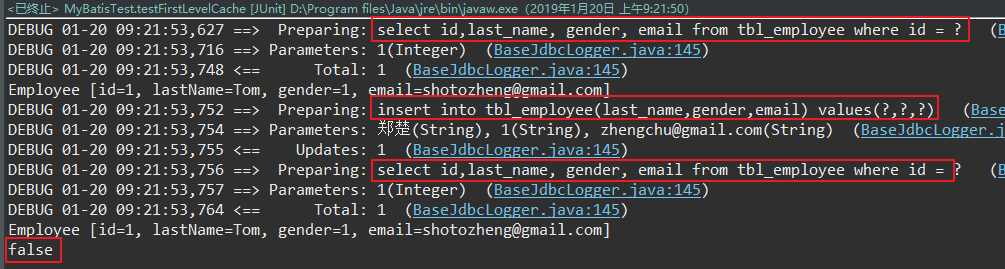 <已终止> MyBatisTest.testFirstLevelCache [JUnit] D:\Program files\Java\jre\bin\javaw.exe（2019年1月20日 上午9:21:50）
DEBUG 01-20 09:21:53,627 ==>  Preparing: select id,last_name, gender, email from tbl_employee where id = ?   (B
DEBUG 01-20 09:21:53,716 ==> Parameters: 1(Integer)  (BaseJdbcLogger.java:145)
DEBUG 01-20 09:21:53,748 <==      Total: 1  (BaseJdbcLogger.java:145)
Employee [id=1, lastName=Tom, gender=1, email=shotozheng@gmail.com]
DEBUG 01-20 09:21:53,752 ==>  Preparing: insert into tbl_employee(last_name,gender,email) values(?,?,?)   (Bas
DEBUG 01-20 09:21:53,754 ==> Parameters: 郑楚(String), 1(String), zhengchu@gmail.com(String)  (BaseJdbcLogger.java:145)
DEBUG 01-20 09:21:53,755 <==    Updates: 1  (BaseJdbcLogger.java:145)
DEBUG 01-20 09:21:53,756 ==>  Preparing: select id,last_name, gender, email from tbl_employee where id = ?   (B
DEBUG 01-20 09:21:53,757 ==> Parameters: 1(Integer)  (BaseJdbcLogger.java:145)
DEBUG 01-20 09:21:53,764 <==      Total: 1  (BaseJdbcLogger.java:145)
Employee [id=1, lastName=Tom, gender=1, email=shotozheng@gmail.com]
false